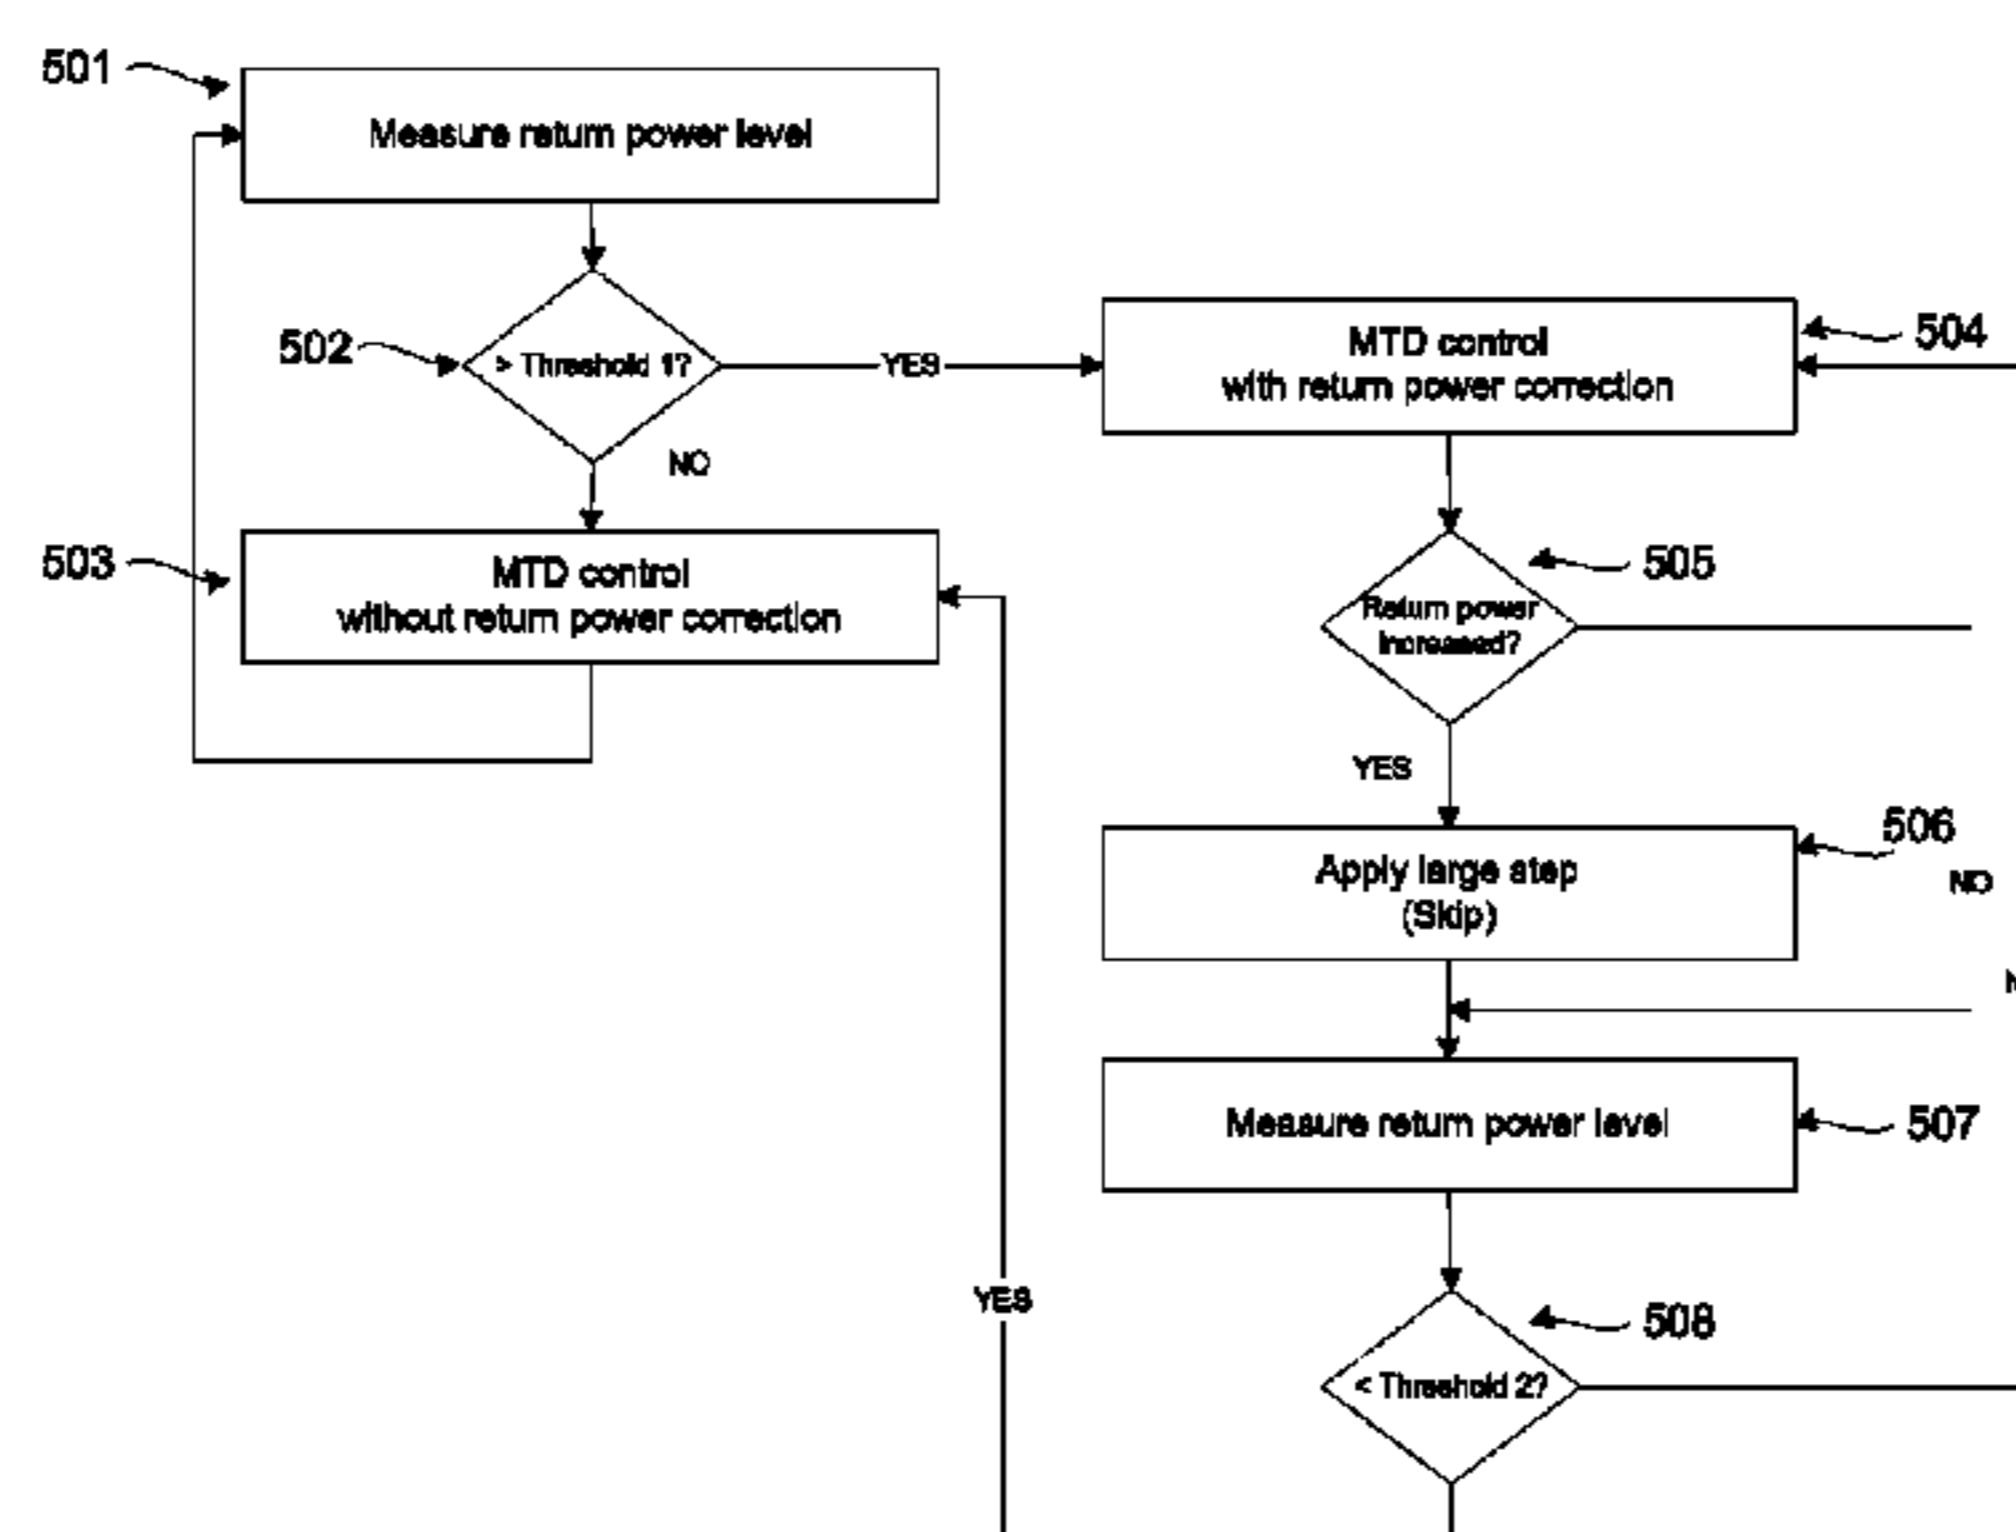 501
Measure return power level
502
> Threshold 1?
YES
NO
503
MTD control
without return power correction
504
MTD control
with return power correction
505
Return power
increased?
YES
506
Apply large step
(Skip)
NO
507
Measure return power level
YES
508
< Threshold 2?